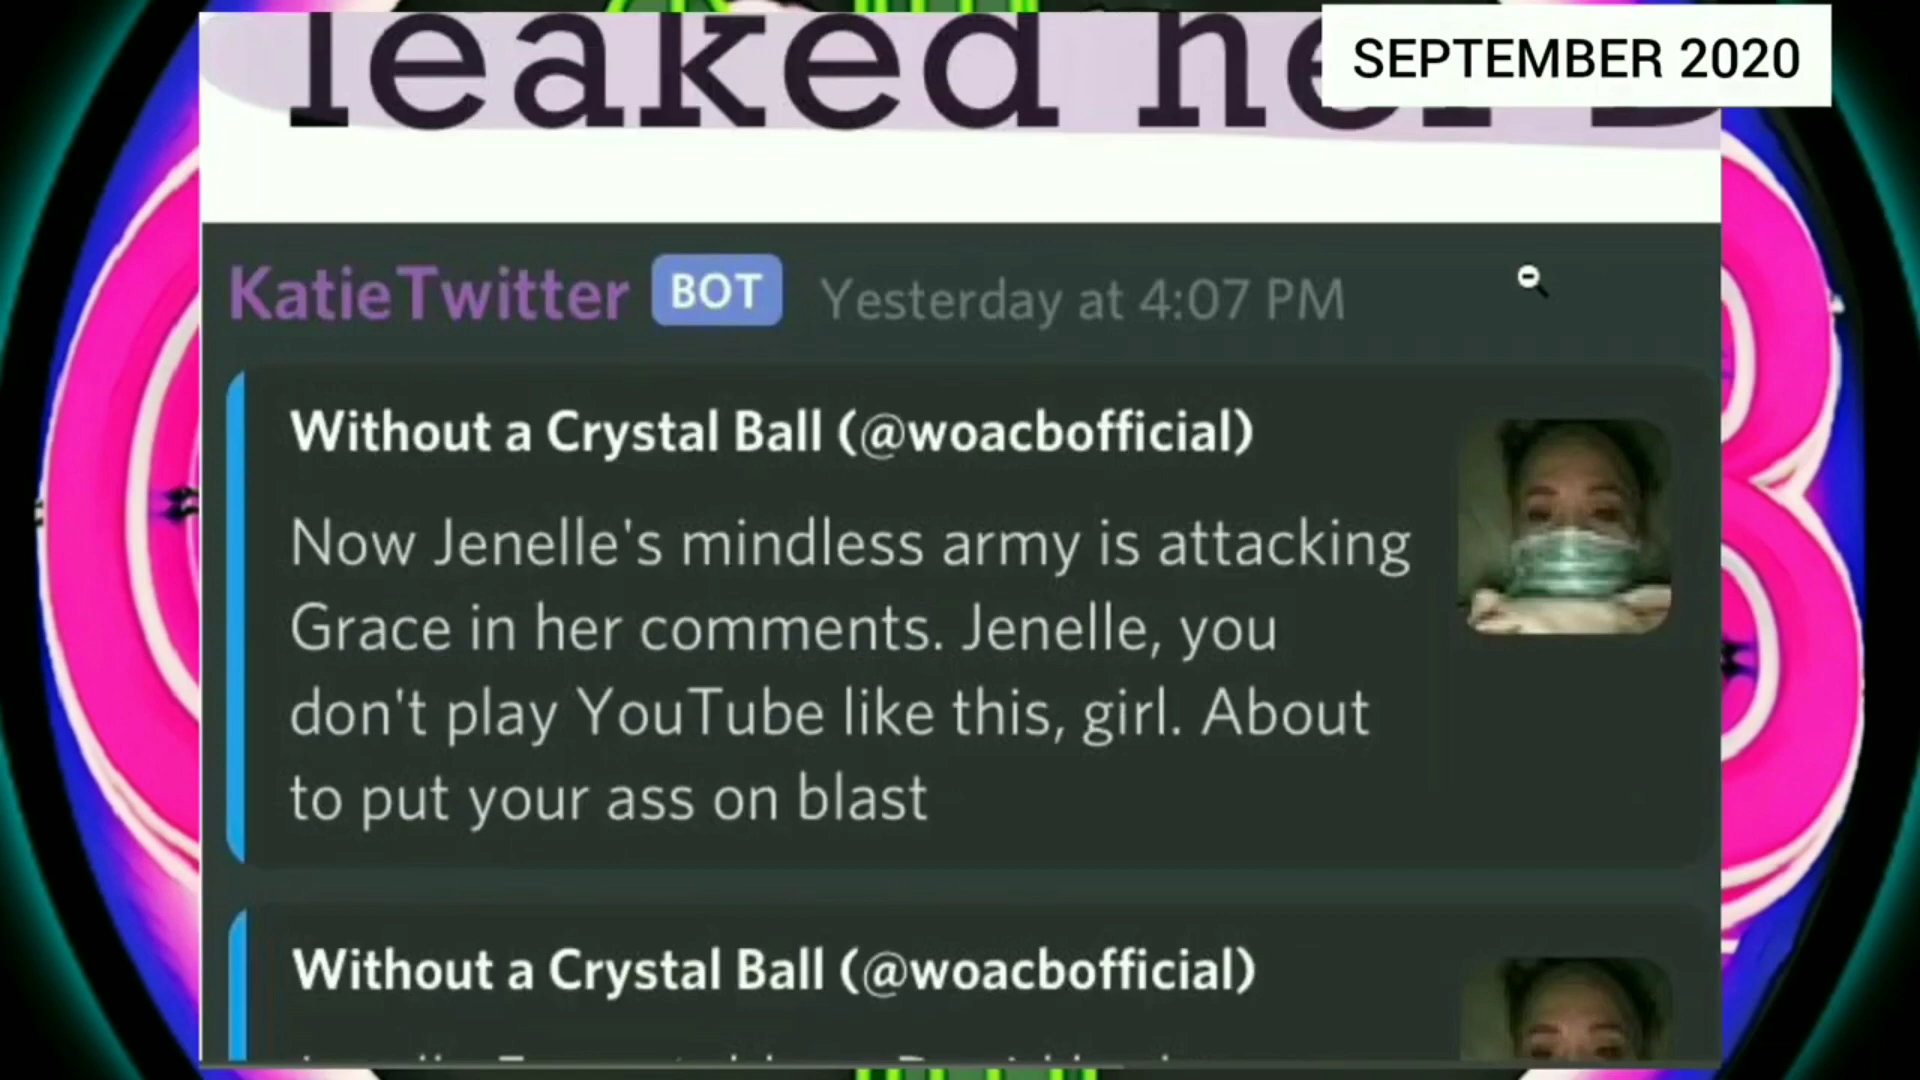 SEPTEMBER 2020
leaked her
KatieTwitter BOT Yesterday at 4:07 PM
Without a Crystal Ball (@woacbofficial)
Now Jenelle's mindless army is attacking
Grace in her comments. Jenelle, you
don't play YouTube like this, girl. About
to put your ass on blast
Without a Crystal Ball (@woacbofficial)